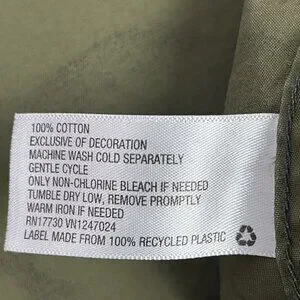 100% COTTON
EXCLUSIVE OF DECORATION
MACHINE WASH COLD SEPARATELY
GENTLE CYCLE
ONLY NON-CHLORINE BLEACH IF NEEDED
TUMBLE DRY LOW, REMOVE PROMPTLY
WARM IRON IF NEEDED
RN17730 VN1247024
LABEL MADE FROM 100% RECYCLED PLASTIC